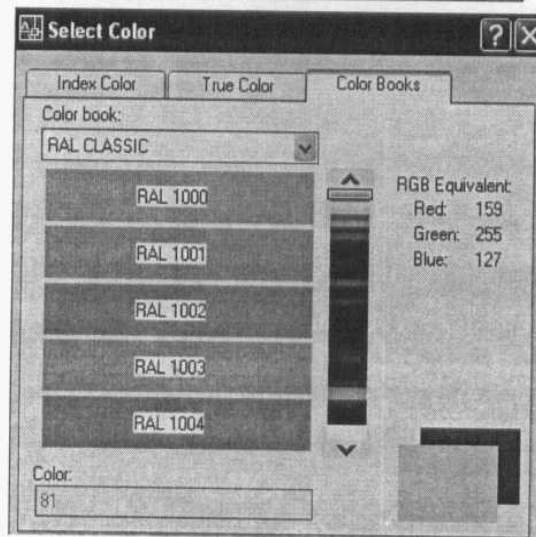 Select Color
Index Color
True Color
Color Books
Color book:
RAL CLASSIC
RAL 1000
RAL 1001
RAL 1002
RAL 1003
RAL 1004
RGB Equivalent:
Red: 159
Green: 255
Blue: 127
Color:
81